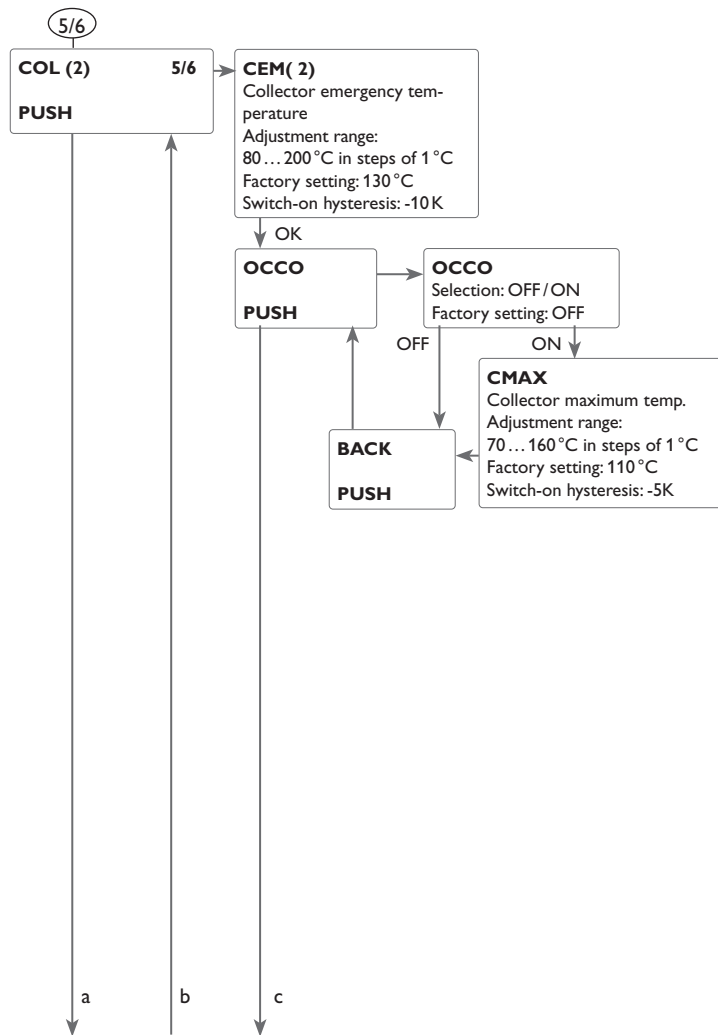 5/6
COL (2) 5/6
PUSH
CEM( 2)
Collector emergency tem-
perature
Adjustment range:
80…200 °C in steps of 1 °C
Factory setting: 130 °C
Switch-on hysteresis: -10 K
OK
OCCO
PUSH
OCCO
Selection: OFF / ON
Factory setting: OFF
OFF
ON
CMAX
Collector maximum temp.
Adjustment range:
70…160 °C in steps of 1 °C
Factory setting: 110 °C
Switch-on hysteresis: -5K
BACK
PUSH
a
b
c